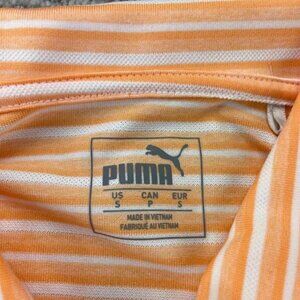 PUMA
US CAN EUR
S P S
MADE IN VIETNAM
FABRIQUÉ AU VIETNAM